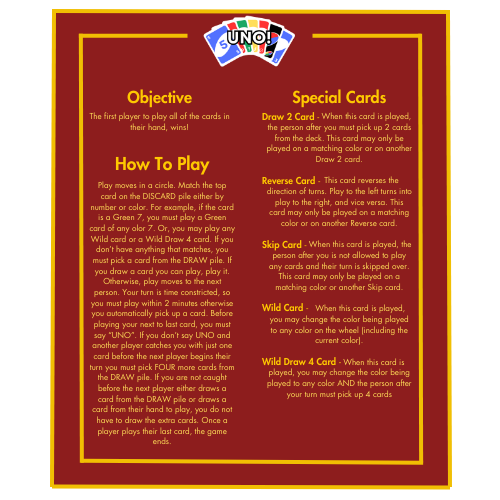 UNO!
Objective
The first player to play all of the cards in
their hand, wins!
How To Play
Play moves in a circle. Match the top
card on the DISCARD pile either by
number or color. For example, if the card
is a Green 7, you must play a Green
card of any olor 7. Or, you may play any
Wild card or a Wild Draw 4 card. If you
don't have anything that matches, you
must pick a card from the DRAW pile. If
you draw a card you can play, play it.
Otherwise, play moves to the next
person. Your turn is time constricted, so
you must play within 2 minutes otherwise
you automatically pick up a card. Before
playing your next to last card, you must
say "UNO". If you don't say UNO and
another player catches you with just one
card before the next player begins their
turn you must pick FOUR more cards from
the DRAW pile. If you are not caught
before the next player either draws a
card from the DRAW pile or draws a
card from their hand to play, you do not
have to draw the extra cards. Once a
player plays their last card, the game
ends.
Special Cards
Draw 2 Card - When this card is played,
the person after you must pick up 2 cards
from the deck. This card may only be
played on a matching color or on another
Draw 2 card.
Reverse Card - This card reverses the
direction of turns. Play to the left turns into
play to the right, and vice versa. This
card may only be played on a matching
color or on another Reverse card.
Skip Card - When this card is played, the
person after you is not allowed to play
any cards and their turn is skipped over.
This card may only be played on a
matching color or another Skip card.
Wild Card - When this card is played,
you may change the color being played
to any color on the wheel (including the
current color).
Wild Draw 4 Card - When this card is
played, you may change the color being
played to any color AND the person after
your turn must pick up 4 cards